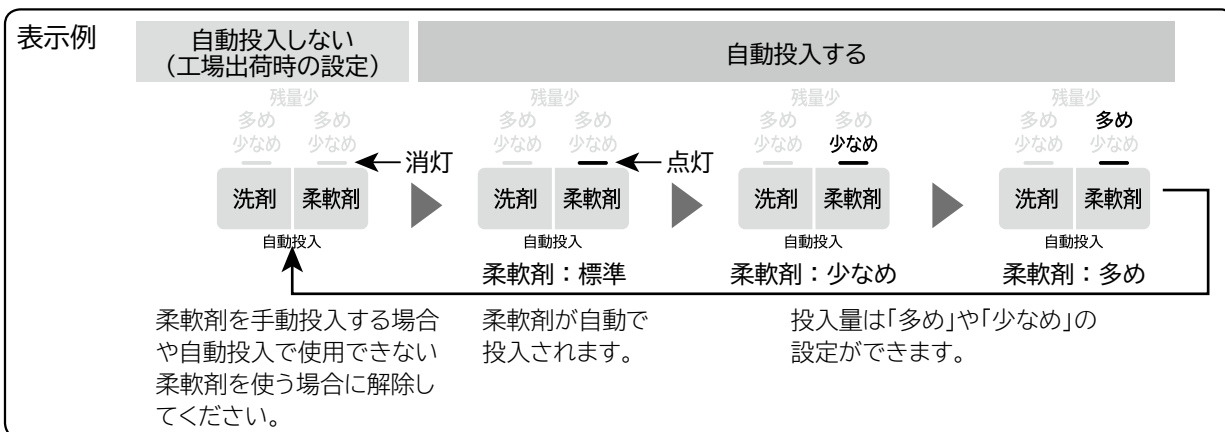 表示例
自動投入しない
（工場出荷時の設定）
自動投入する
残量少
多め 多め
少なめ 少なめ
消灯
洗剤 柔軟剤
自動投入
残量少
多め 多め
少なめ 少なめ
点灯
洗剤 柔軟剤
自動投入
柔軟剤：標準
残量少
多め 多め
少なめ 少なめ
洗剤 柔軟剤
自動投入
柔軟剤：少なめ
残量少
多め 多め
少なめ 少なめ
洗剤 柔軟剤
自動投入
柔軟剤：多め
柔軟剤を手動投入する場合
や自動投入で使用できない
柔軟剤を使う場合に解除し
てください。
柔軟剤が自動で
投入されます。
投入量は「多め」や「少なめ」の
設定ができます。